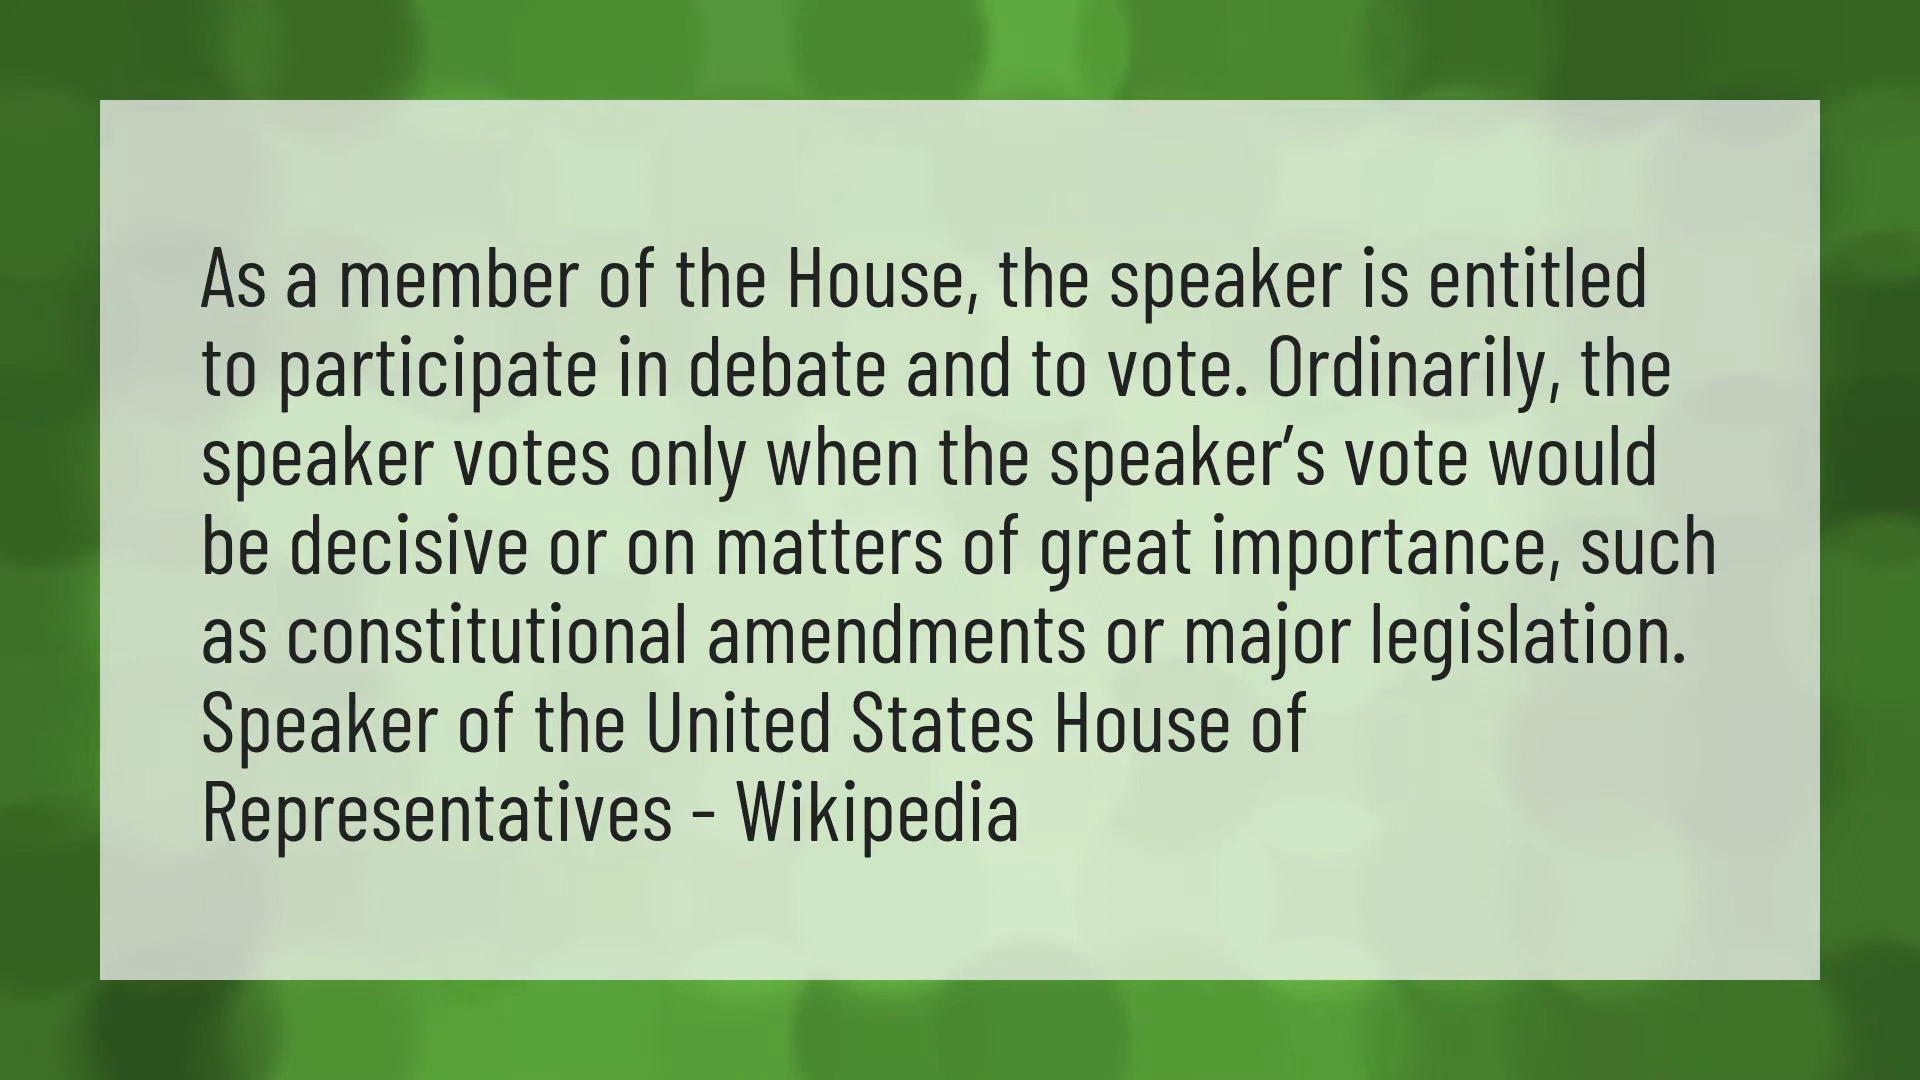 As a member of the House, the speaker is entitled
to participate in debate and to vote. Ordinarily, the
speaker votes only when the speaker’s vote would
be decisive or on matters of great importance, such
as constitutional amendments or major legislation.
Speaker of the United States House of
Representatives - Wikipedia